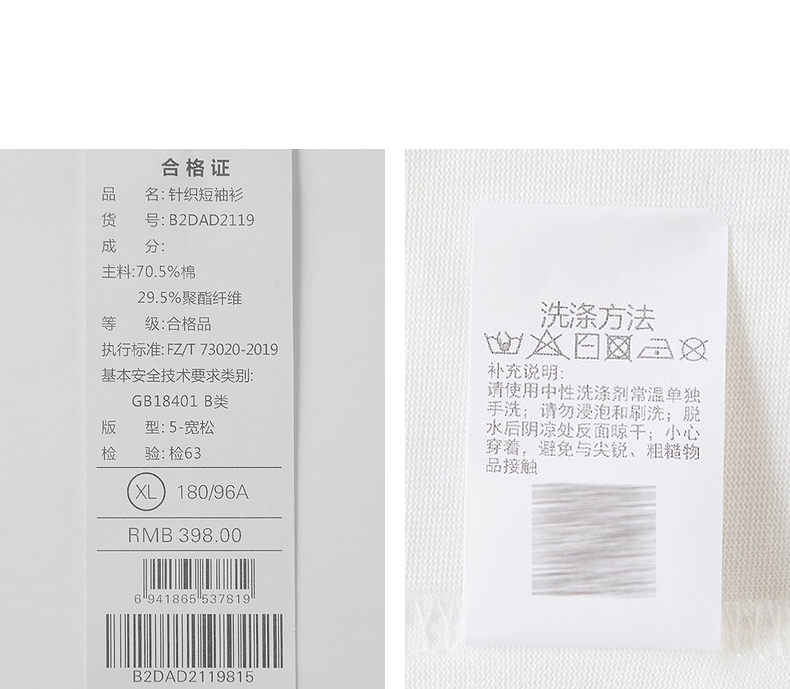 合格证
品 名: 针织短袖衫
货 号: B2DAD2119
成 分:
主料:70.5%棉
29.5%聚酯纤维
等 级:合格品
执行标准: FZ/T 73020-2019
基本安全技术要求类别:
GB18401 B类
版 型: 5-宽松
检 验: 检63
XL 180/96A
RMB 398.00
6 941865 537819
B2DAD2119815
洗涤方法
补充说明:
请使用中性洗涤剂常温单独
手洗；请勿浸泡和刷洗；脱
水后阴凉处反面晾干；小心
穿着，避免与尖锐、粗糙物
品接触